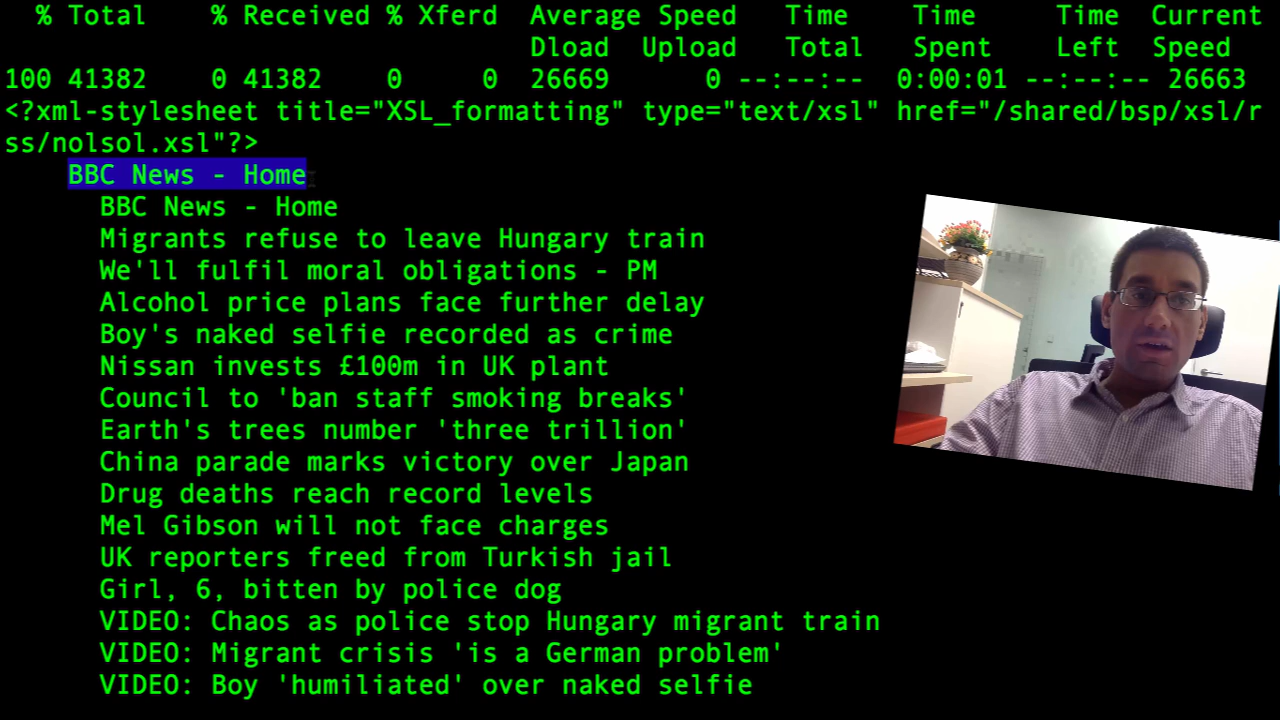 % Total % Received % Xferd Average Speed Time Time Time Current
Dload Upload Total Spent Left Speed
100 41382 0 41382 0 0 26669 0 --:--:-- 0:00:01 --:--:-- 26663
<?xml-stylesheet title="XSL_formatting" type="text/xsl" href="/shared/bsp/xsl/r
ss/nolsol.xsl"?>
BBC News - Home
BBC News - Home
Migrants refuse to leave Hungary train
We'll fulfil moral obligations - PM
Alcohol price plans face further delay
Boy's naked selfie recorded as crime
Nissan invests £100m in UK plant
Council to 'ban staff smoking breaks'
Earth's trees number 'three trillion'
China parade marks victory over Japan
Drug deaths reach record levels
Mel Gibson will not face charges
UK reporters freed from Turkish jail
Girl, 6, bitten by police dog
VIDEO: Chaos as police stop Hungary migrant train
VIDEO: Migrant crisis 'is a German problem'
VIDEO: Boy 'humiliated' over naked selfie